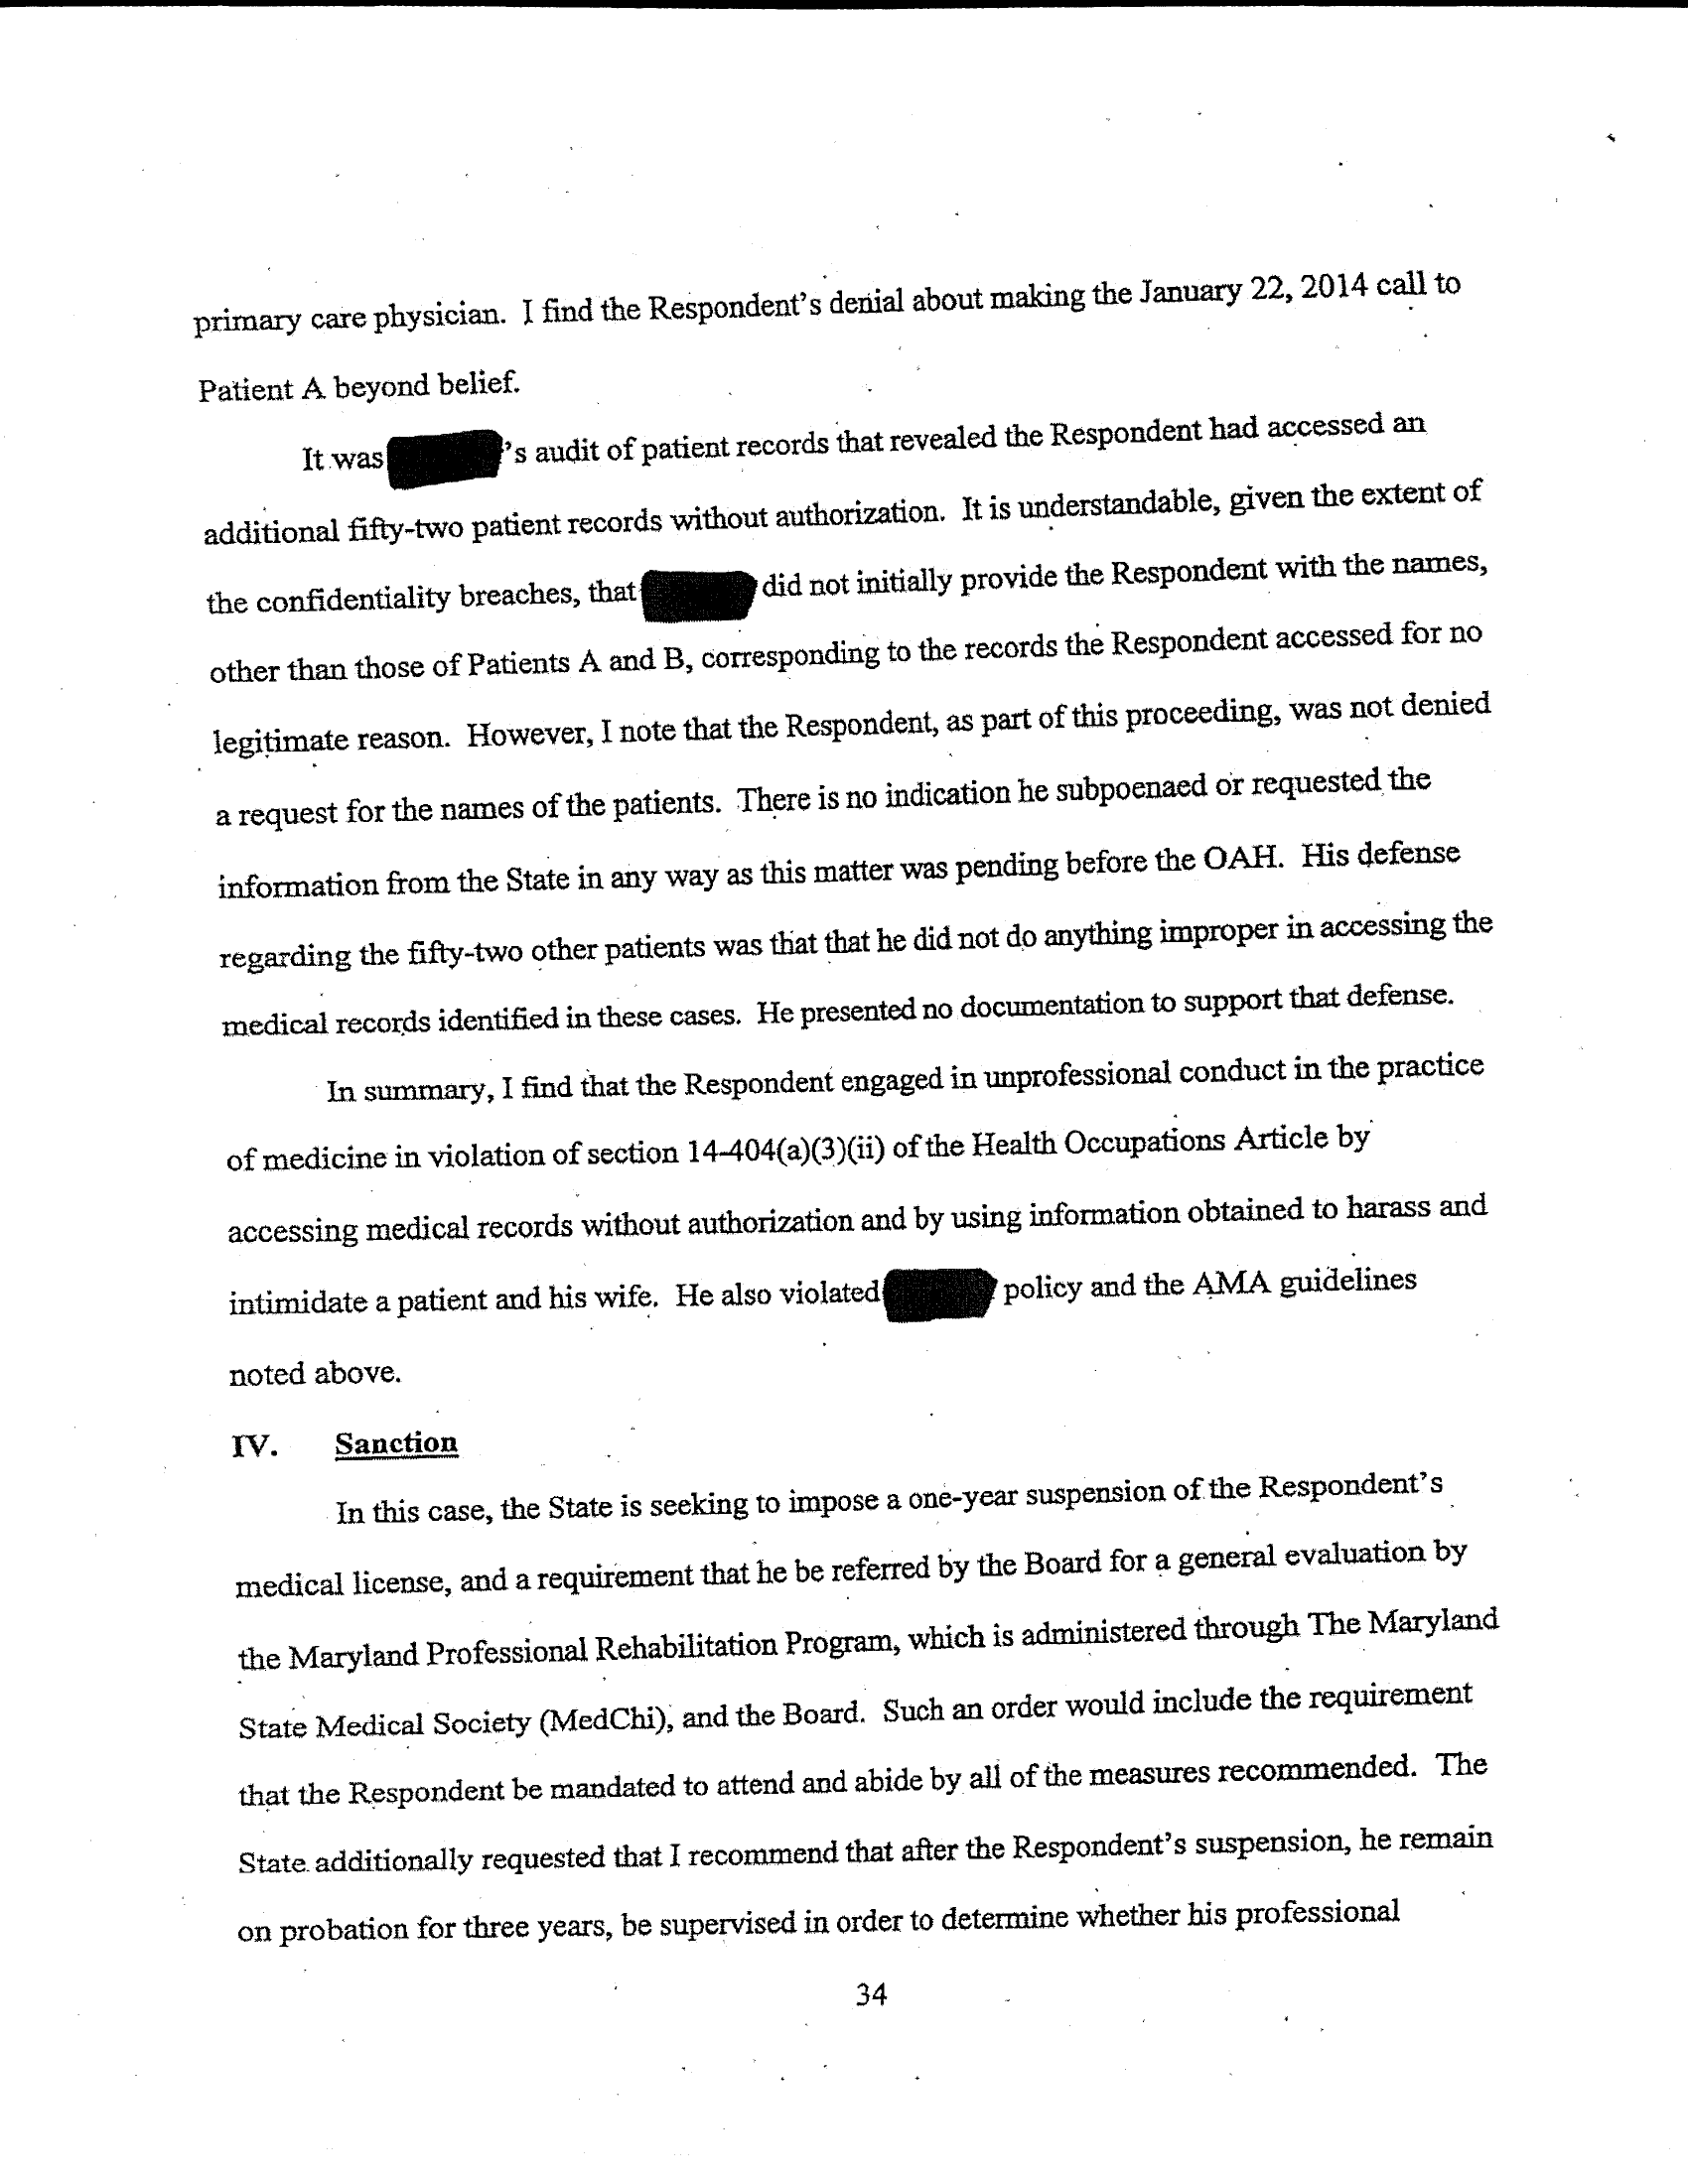 primary care physician. I find the Respondent's denial about making the January 22, 2014 call to
Patient A beyond belief.
It was 's audit of patient records that revealed the Respondent had accessed an
additional fifty-two patient records without authorization. It is understandable, given the extent of
the confidentiality breaches, that did not initially provide the Respondent with the names,
other than those of Patients A and B, corresponding to the records the Respondent accessed for no
legitimate reason. However, I note that the Respondent, as part of this proceeding, was not denied
a request for the names of the patients. There is no indication he subpoenaed or requested the
information from the State in any way as this matter was pending before the OAH. His defense
regarding the fifty-two other patients was that that he did not do anything improper in accessing the
medical records identified in these cases. He presented no documentation to support that defense.
In summary, I find that the Respondent engaged in unprofessional conduct in the practice
of medicine in violation of section 14-404(a)(3)(ii) of the Health Occupations Article by
accessing medical records without authorization and by using information obtained to harass and
intimidate a patient and his wife. He also violated policy and the AMA guidelines
noted above.
IV. Sanction
In this case, the State is seeking to impose a one-year suspension of the Respondent's
medical license, and a requirement that he be referred by the Board for a general evaluation by
the Maryland Professional Rehabilitation Program, which is administered through The Maryland
State Medical Society (MedChi), and the Board. Such an order would include the requirement
that the Respondent be mandated to attend and abide by all of the measures recommended. The
State additionally requested that I recommend that after the Respondent's suspension, he remain
on probation for three years, be supervised in order to determine whether his professional
34